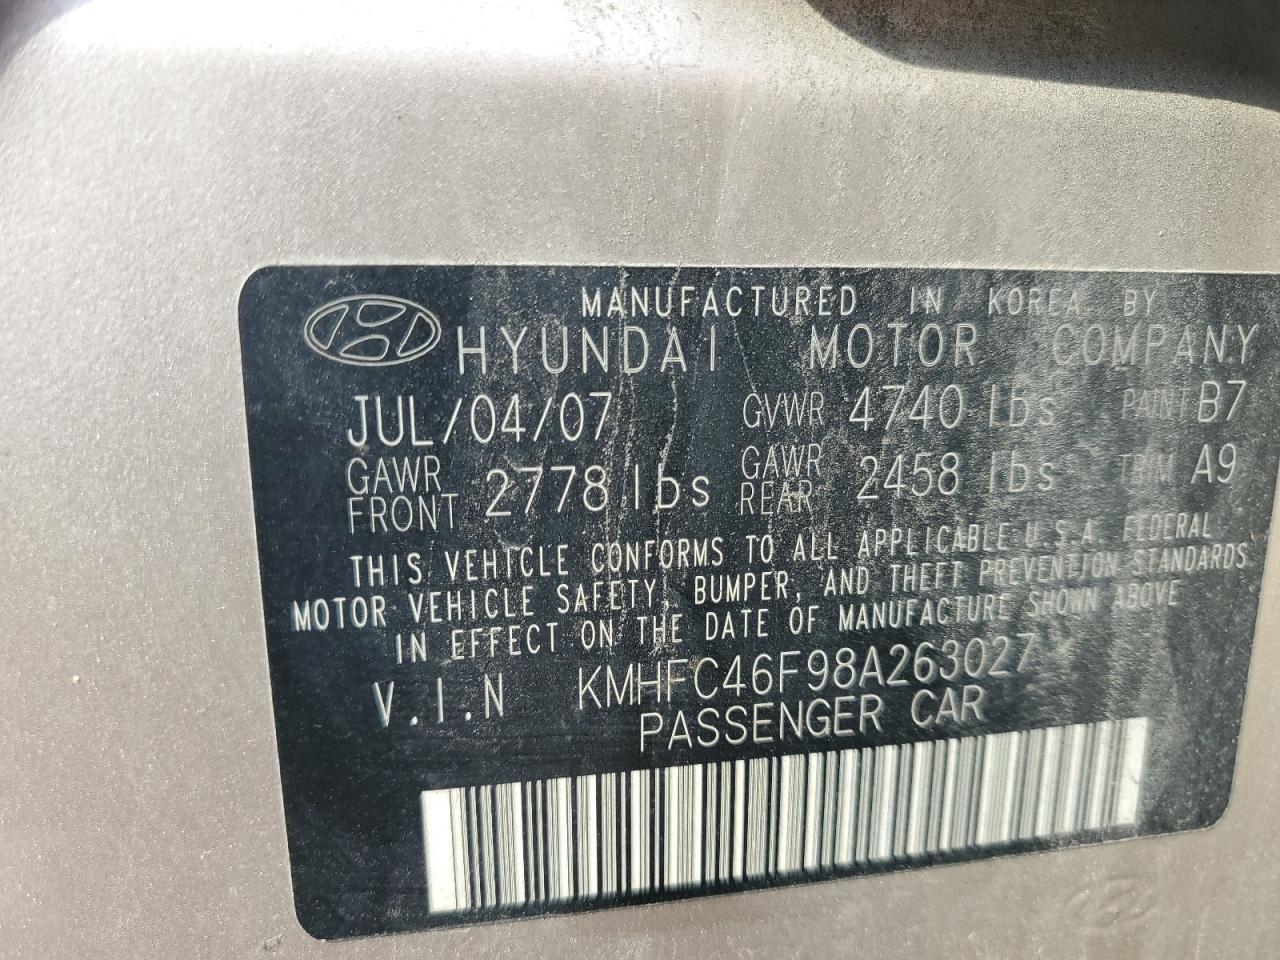 MANUFACTURED IN KOREA BY
HYUNDAI MOTOR COMPANY
JUL/04/07 GVWR 4740 lbs PAINT B7
GAWR FRONT 2778 lbs GAWR REAR 2458 lbs TRIM A9
THIS VEHICLE CONFORMS TO ALL APPLICABLE U.S.A FEDERAL
MOTOR VEHICLE SAFETY, BUMPER, AND THEFT PREVENTION STANDARDS
IN EFFECT ON THE DATE OF MANUFACTURE SHOWN ABOVE
V.I.N KMHFC46F98A263027
PASSENGER CAR